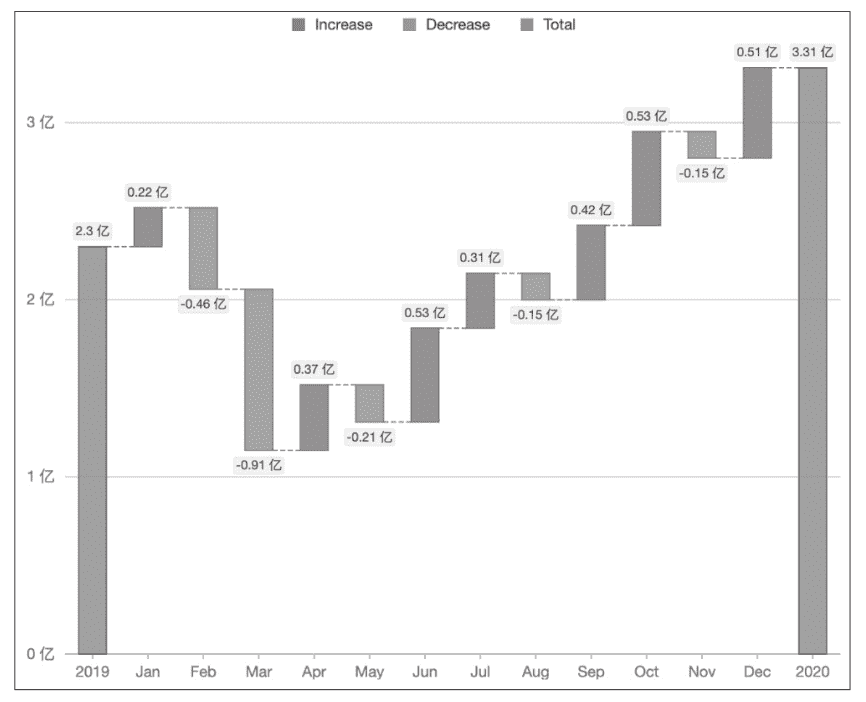 Increase Decrease Total
0.51 亿 3.31 亿
3 亿
0.53 亿
-0.15 亿
0.22 亿
0.42 亿
2.3 亿
0.31 亿
2 亿
-0.46 亿
0.53 亿
-0.15 亿
0.37 亿
-0.21 亿
-0.91 亿
1 亿
0 亿
2019 Jan Feb Mar Apr May Jun Jul Aug Sep Oct Nov Dec 2020